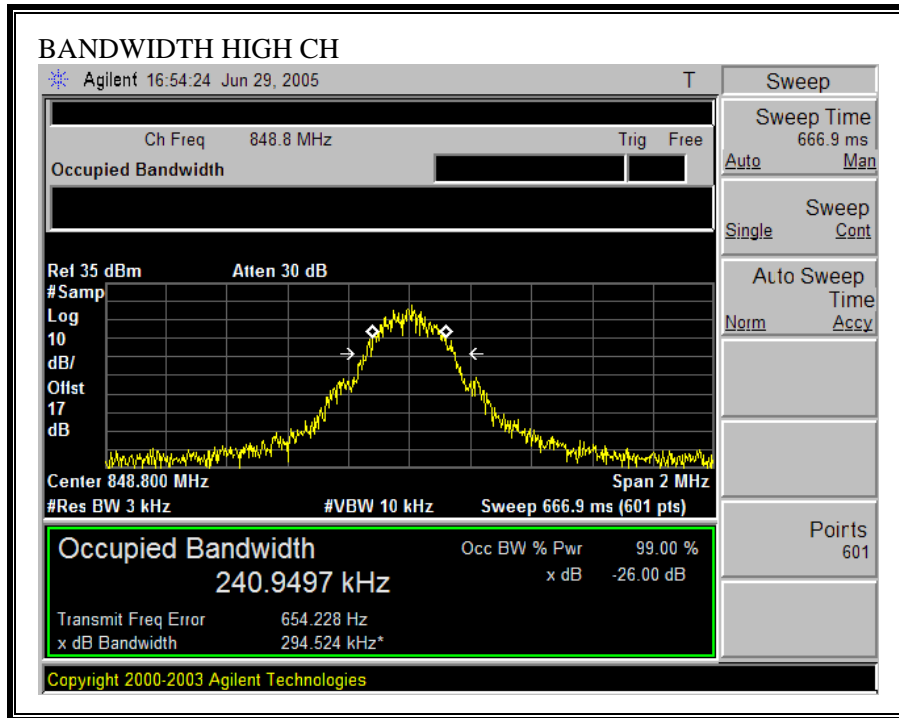 BANDWIDTH HIGH CH
Agilent 16:54:24 Jun 29, 2005 T
Sweep
Ch Freq 848.8 MHz Trig Free
Occupied Bandwidth
Sweep Time
666.9 ms
Auto Man
Sweep
Single Cont
Auto Sweep
Time
Norm Accy
Points
601
Ref 35 dBm Atten 30 dB
#Samp
Log
10
dB/
Offst
17
dB
Center 848.800 MHz Span 2 MHz
#Res BW 3 kHz #VBW 10 kHz Sweep 666.9 ms (601 pts)
Occupied Bandwidth Occ BW % Pwr 99.00 %
240.9497 kHz x dB -26.00 dB
Transmit Freq Error 654.228 Hz
x dB Bandwidth 294.524 kHz*
Copyright 2000-2003 Agilent Technologies